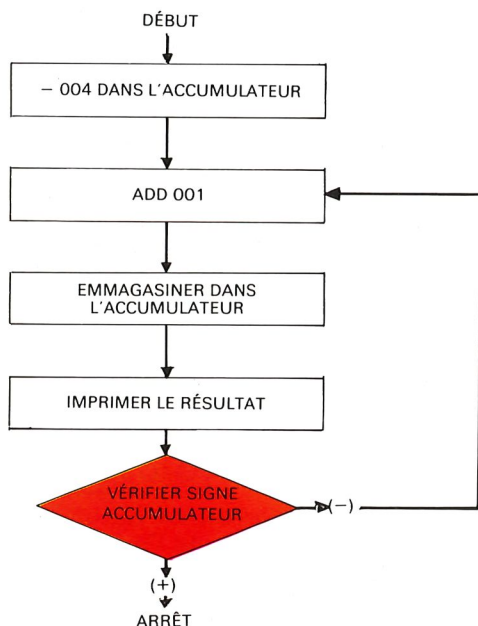 DÉBUT
– 004 DANS L'ACCUMULATEUR
ADD 001
EMMAGASINER DANS
L'ACCUMULATEUR
IMPRIMER LE RÉSULTAT
VÉRIFIER SIGNE
ACCUMULATEUR
(–)
(+)
ARRÊT